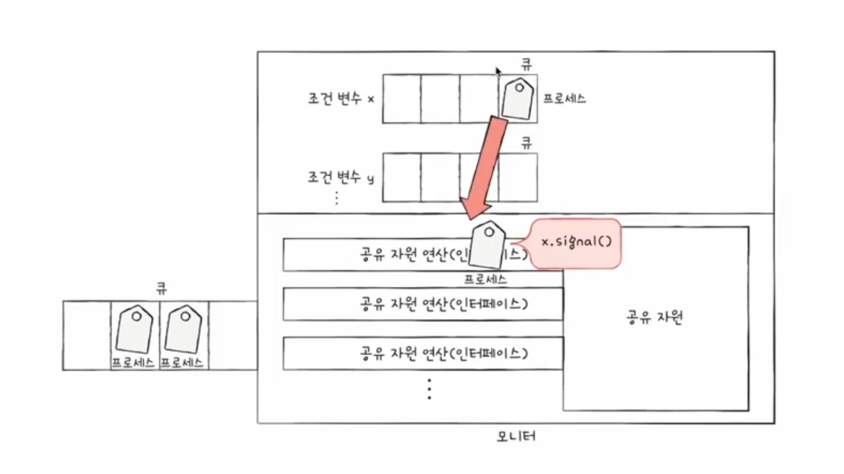 큐
조건 변수 x
프로세스
큐
조건 변수 y
x.signal()
공유 자원 연산(인터페이스)
프로세스
큐
공유 자원 연산(인터페이스)
공유 자원
프로세스 프로세스
공유 자원 연산(인터페이스)
모니터